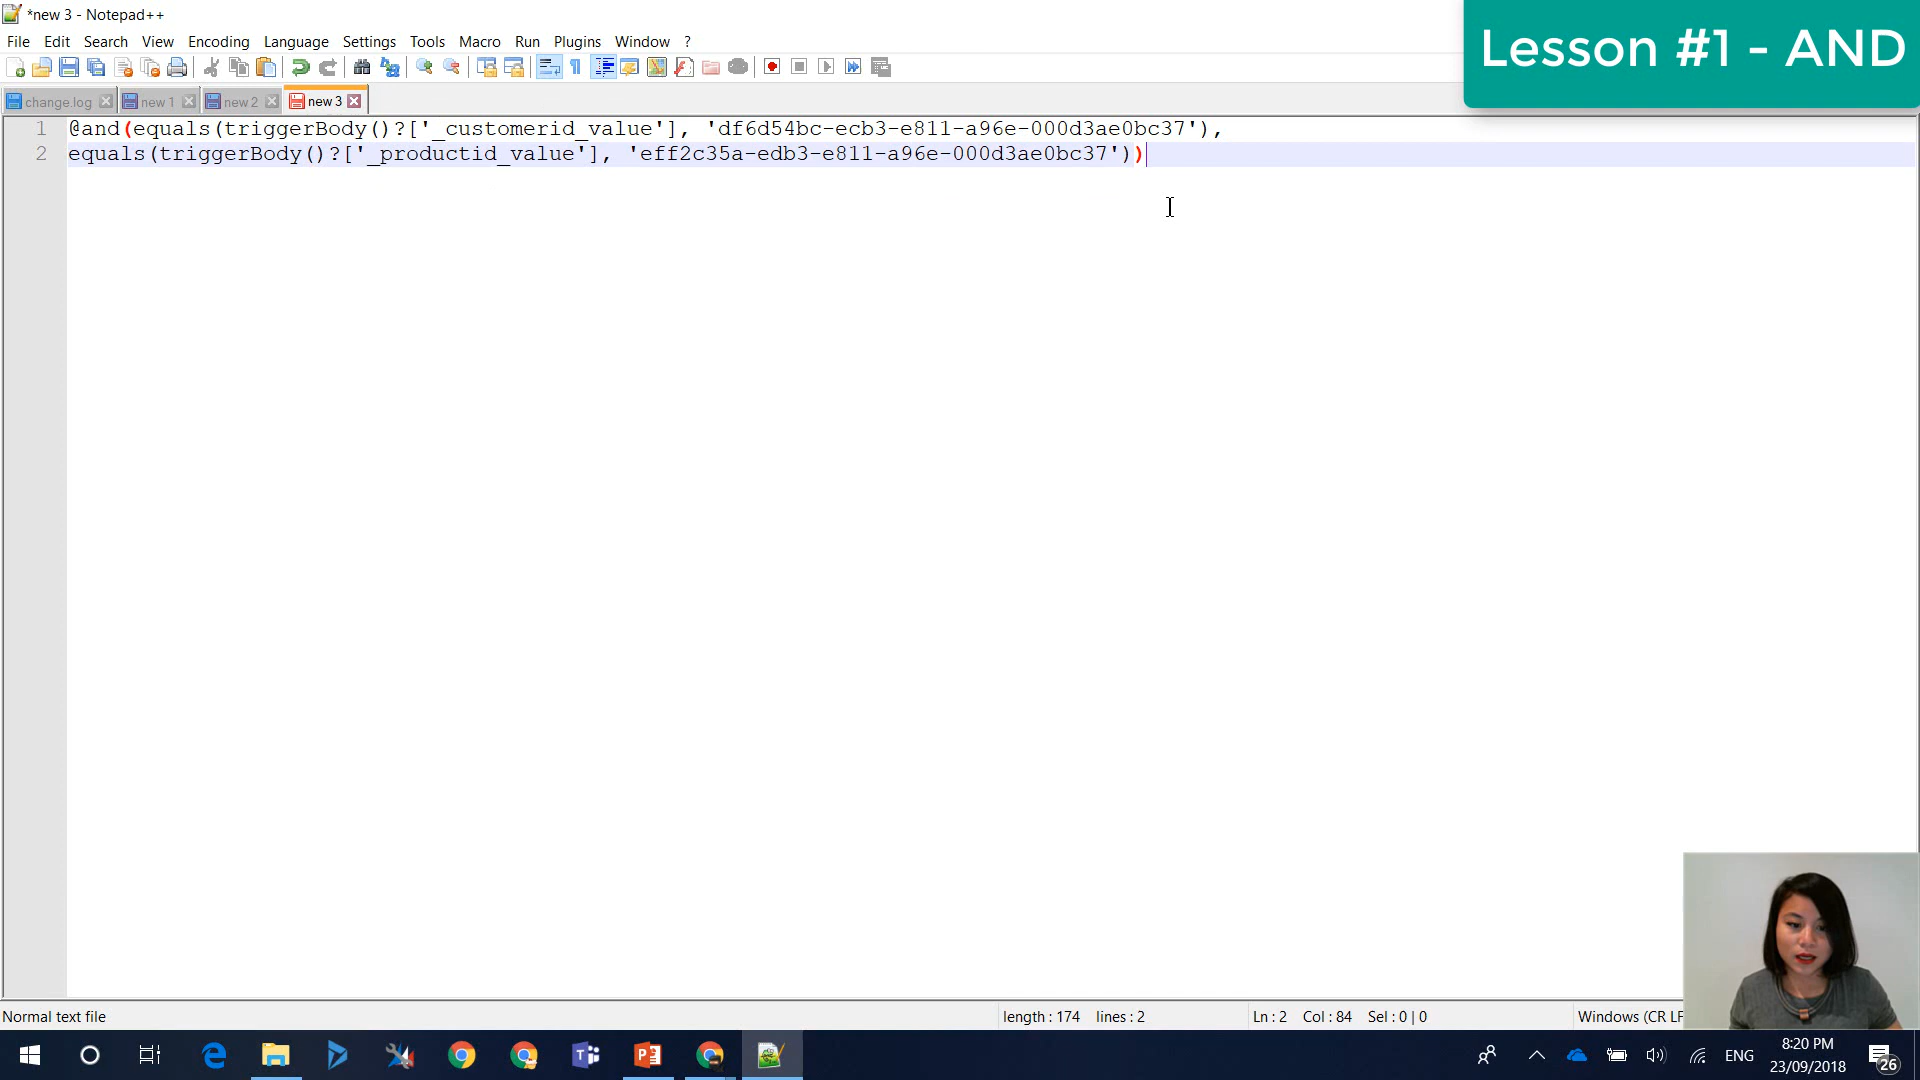 *new 3 - Notepad++
Lesson #1 - AND
File Edit Search View Encoding Language Settings Tools Macro Run Plugins Window ?
change.log new 1 new 2 new 3
1 @and(equals(triggerBody()?['_customerid_value'], 'df6d54bc-ecb3-e811-a96e-000d3ae0bc37'),
2 equals(triggerBody()?['_productid_value'], 'eff2c35a-edb3-e811-a96e-000d3ae0bc37'))
Normal text file length : 174 lines : 2 Ln : 2 Col : 84 Sel : 0 | 0 Windows (CR LF
ENG 8:20 PM
23/09/2018 26